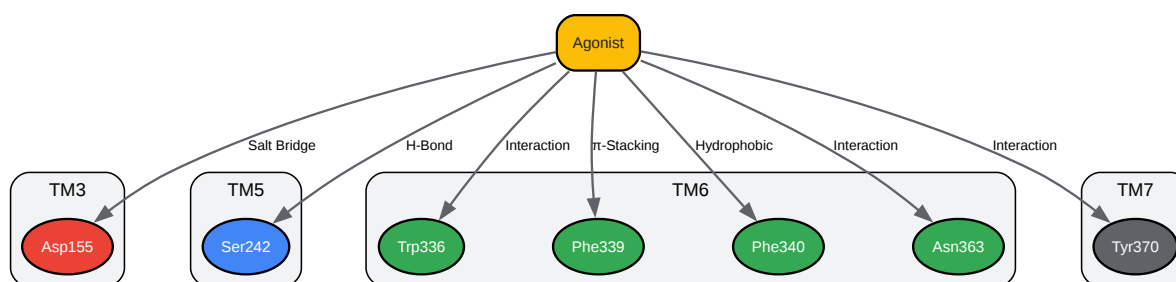 Agonist
Salt Bridge
H-Bond
Interaction
π-Stacking
Hydrophobic
Interaction
Interaction
TM3
TM5
TM6
TM7
Asp155
Ser242
Trp336
Phe339
Phe340
Asn363
Tyr370